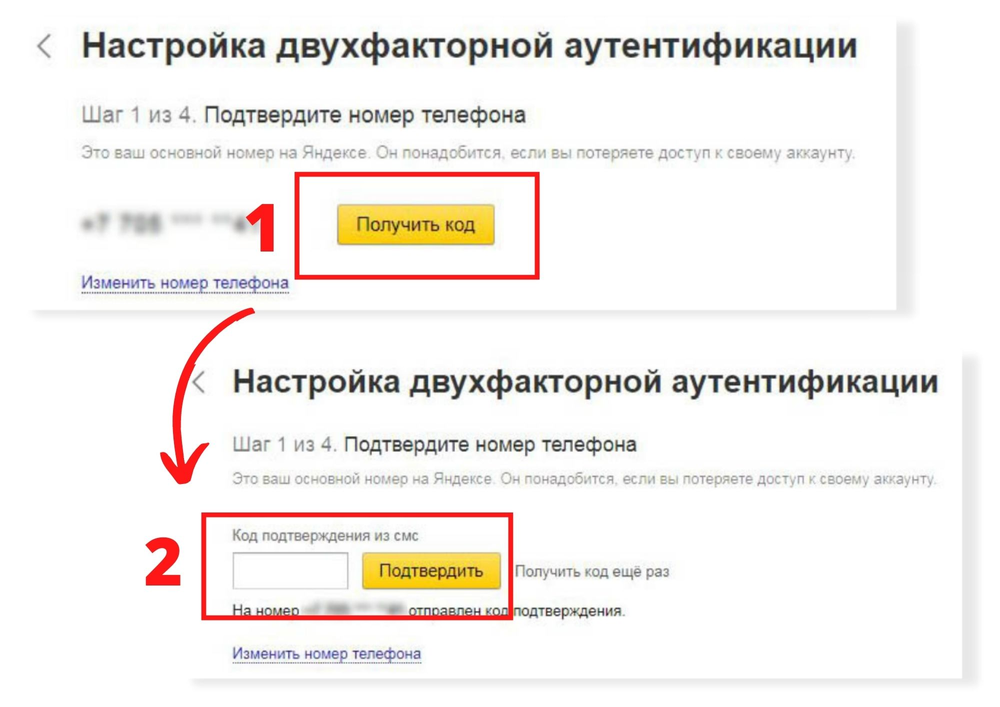 Настройка двухфакторной аутентификации
Шаг 1 из 4. Подтвердите номер телефона
Это ваш основной номер на Яндексе. Он понадобится, если вы потеряете доступ к своему аккаунту.
+7 705 *** ** 1 Получить код
Изменить номер телефона
Настройка двухфакторной аутентификации
Шаг 1 из 4. Подтвердите номер телефона
Это ваш основной номер на Яндексе. Он понадобится, если вы потеряете доступ к своему аккаунту.
Код подтверждения из смс
2 Подтвердить Получить код ещё раз
На номер отправлен код подтверждения.
Изменить номер телефона